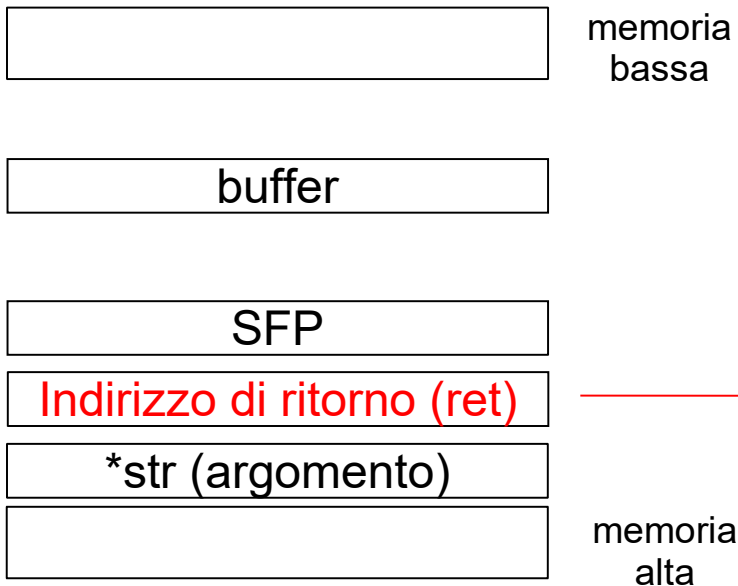 memoria
bassa
buffer
SFP
Indirizzo di ritorno (ret)
*str (argomento)
memoria
alta